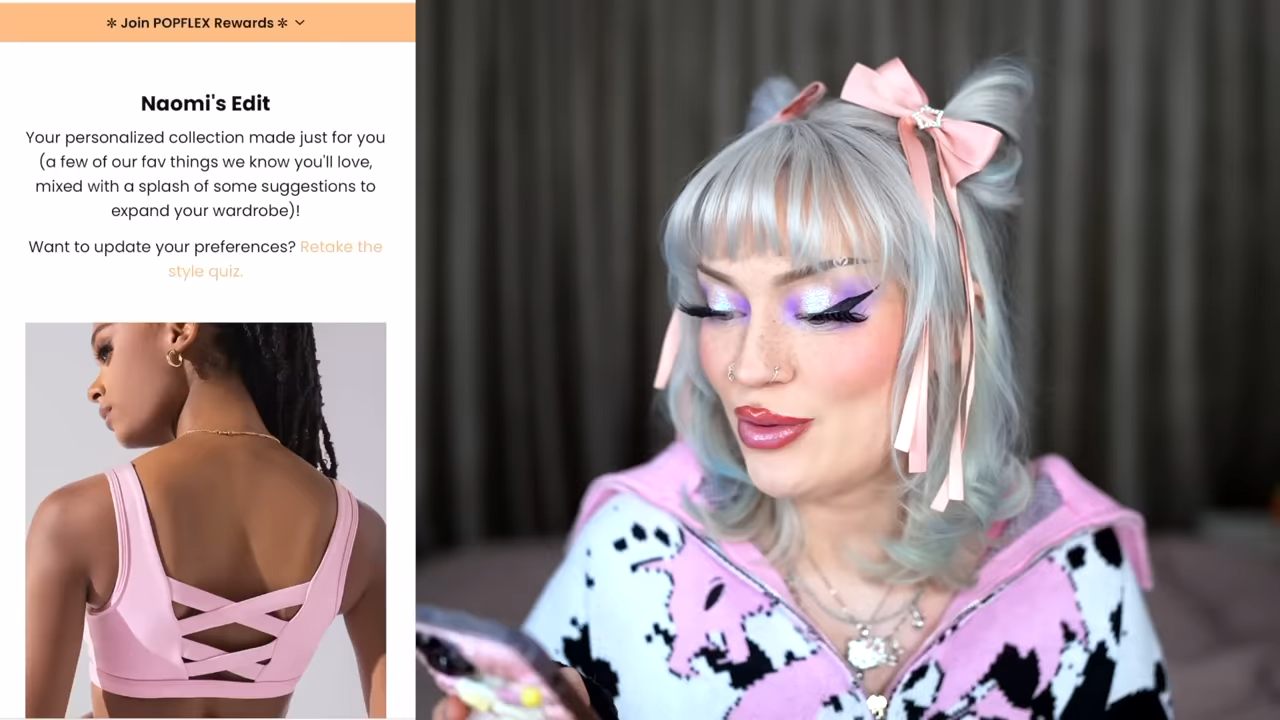 ✻ Join POPFLEX Rewards ✻
Naomi's Edit
Your personalized collection made just for you
(a few of our fav things we know you'll love,
mixed with a splash of some suggestions to
expand your wardrobe)!
Want to update your preferences? Retake the
style quiz.